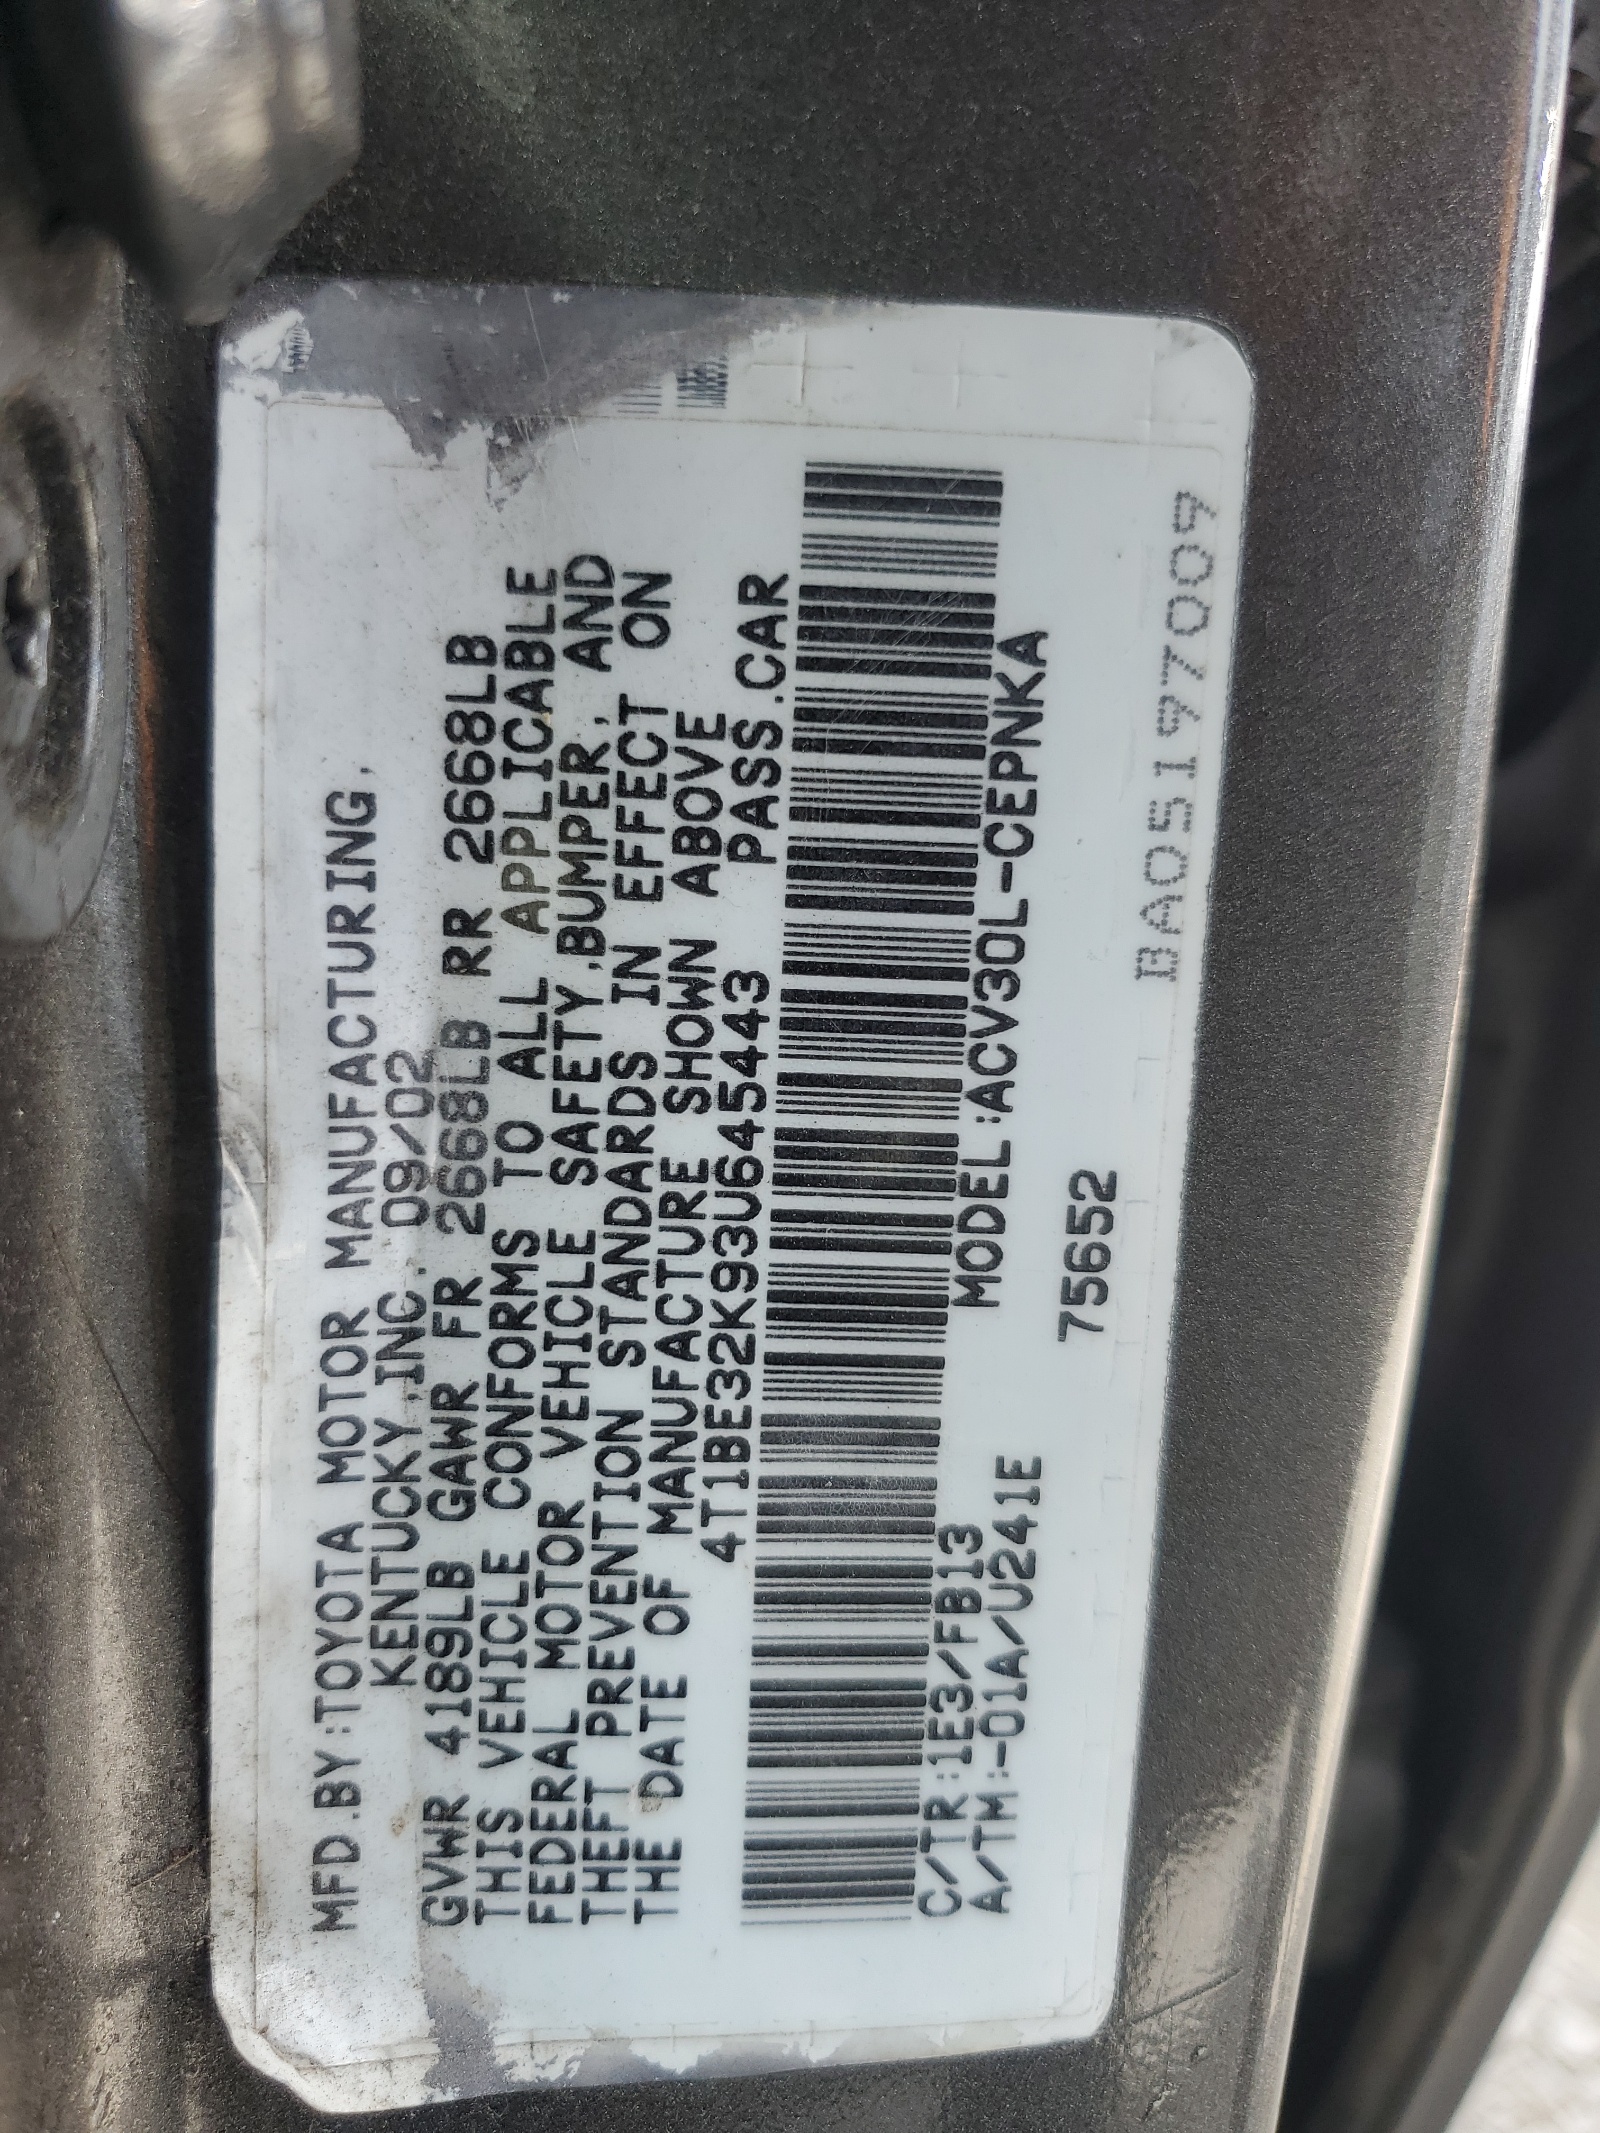 MFD.BY:TOYOTA MOTOR MANUFACTURING,
KENTUCKY,INC. 09/02
GVWR 4189LB GAWR FR 2668LB RR 2668LB
THIS VEHICLE CONFORMS TO ALL APPLICABLE
FEDERAL MOTOR VEHICLE SAFETY,BUMPER, AND
THEFT PREVENTION STANDARDS IN EFFECT ON
THE DATE OF MANUFACTURE SHOWN ABOVE
4T1BE32K93U645443 PASS.CAR
C/TR:1E3/FB13 MODEL:ACV30L-CEPNKA
A/TM:-01A/U241E
75652
BA05197709
BA05197009